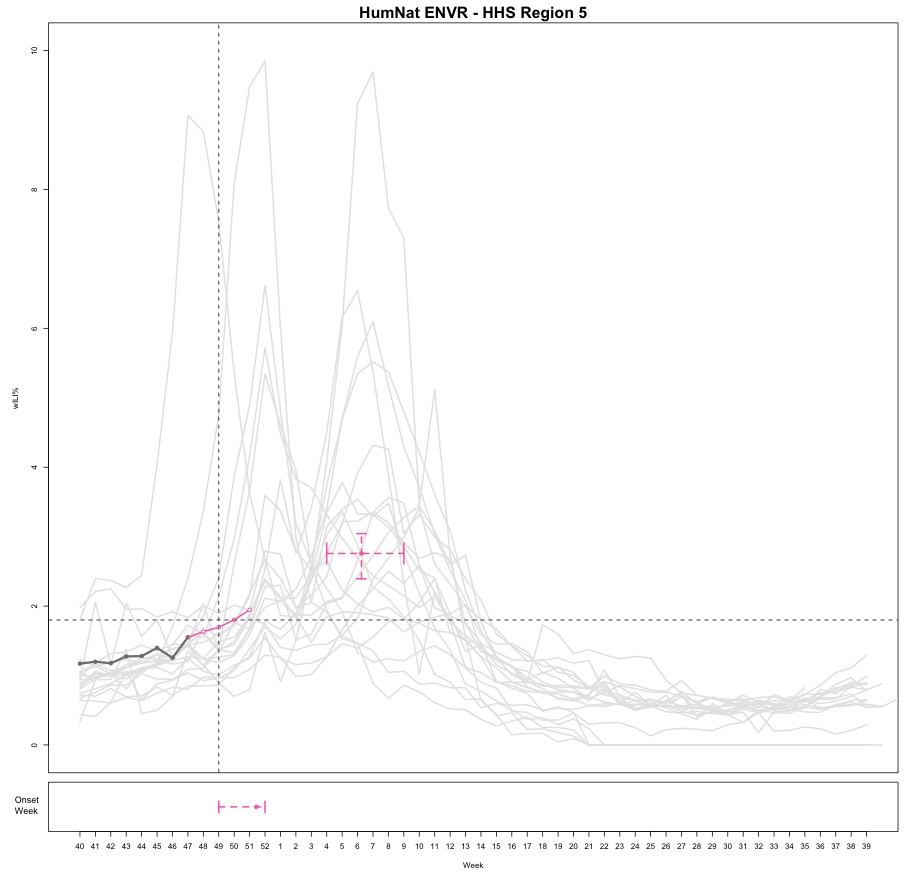 HumNat ENVR - HHS Region 5
10
8
6
4
2
0
wILI%
Onset
Week
40 41 42 43 44 45 46 47 48 49 50 51 52 1 2 3 4 5 6 7 8 9 10 11 12 13 14 15 16 17 18 19 20 21 22 23 24 25 26 27 28 29 30 31 32 33 34 35 36 37 38 39
Week